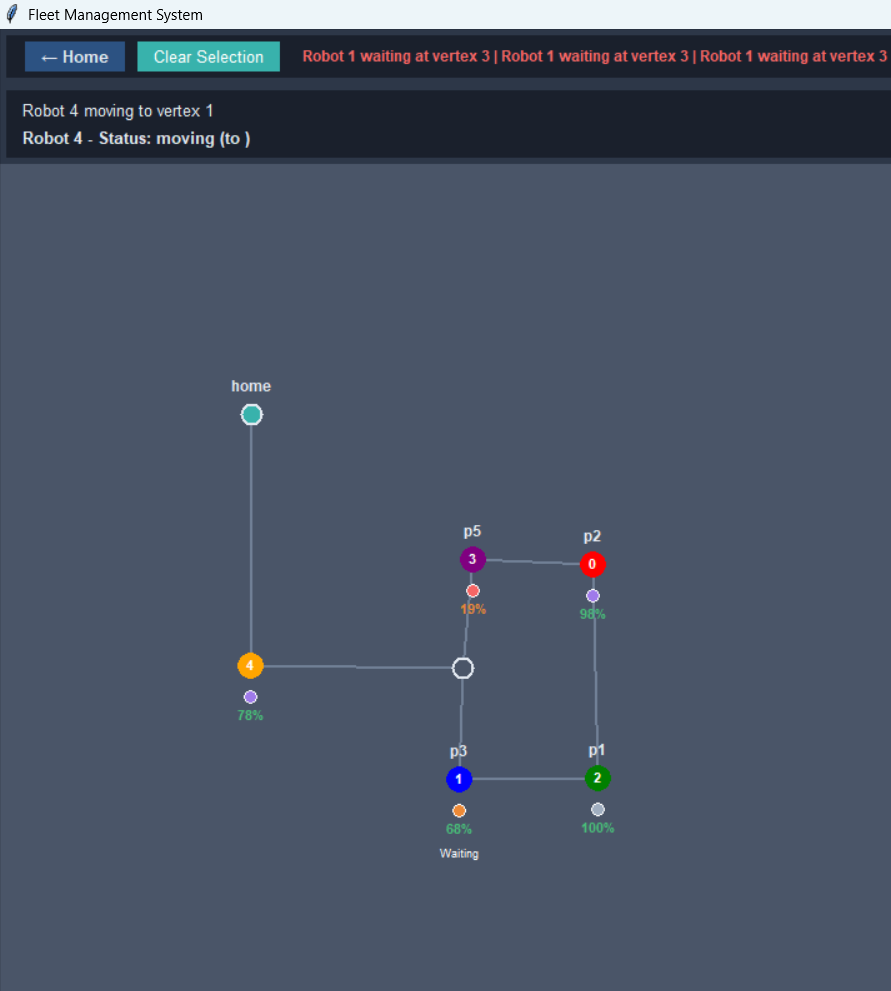 Fleet Management System
← Home Clear Selection Robot 1 waiting at vertex 3 | Robot 1 waiting at vertex 3 | Robot 1 waiting at vertex 3
Robot 4 moving to vertex 1
Robot 4 - Status: moving (to )
home
p5 p2
3 0
19% 98%
4
78%
p3 p1
1 2
68% 100%
Waiting